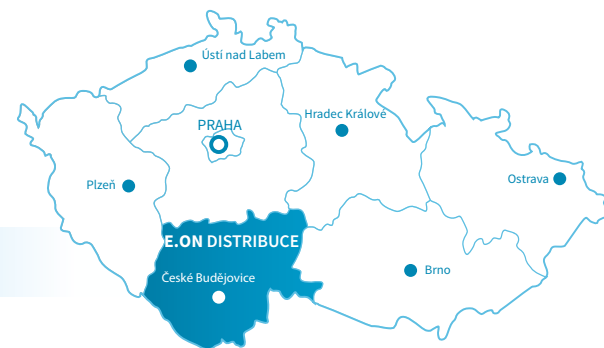 Ústí nad Labem
Hradec Králové
PRAHA
Ostrava
Plzeň
E.ON DISTRIBUCE
Brno
České Budějovice